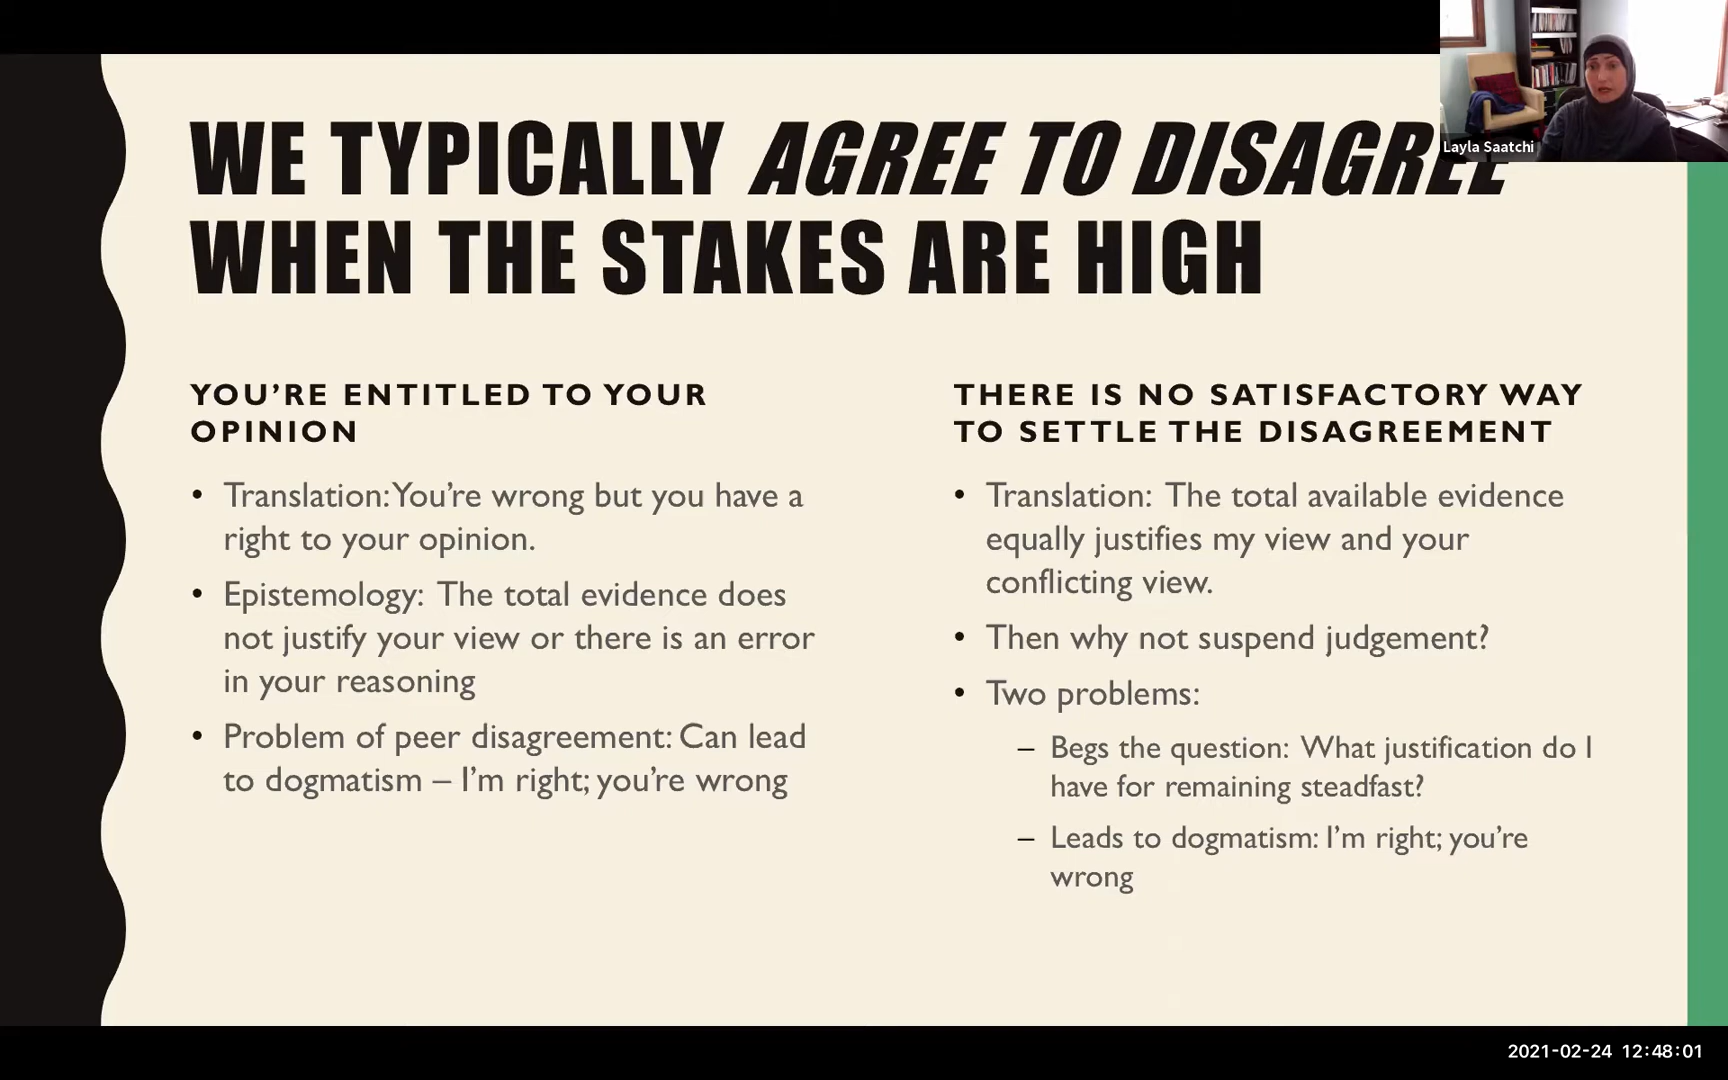 WE TYPICALLY AGREE TO DISAGREE
WHEN THE STAKES ARE HIGH
Layla Saatchi
YOU'RE ENTITLED TO YOUR
OPINION
• Translation: You're wrong but you have a
right to your opinion.
• Epistemology: The total evidence does
not justify your view or there is an error
in your reasoning
• Problem of peer disagreement: Can lead
to dogmatism – I'm right; you're wrong
THERE IS NO SATISFACTORY WAY
TO SETTLE THE DISAGREEMENT
• Translation: The total available evidence
equally justifies my view and your
conflicting view.
• Then why not suspend judgement?
• Two problems:
– Begs the question: What justification do I
have for remaining steadfast?
– Leads to dogmatism: I'm right; you're
wrong
2021-02-24 12:48:01